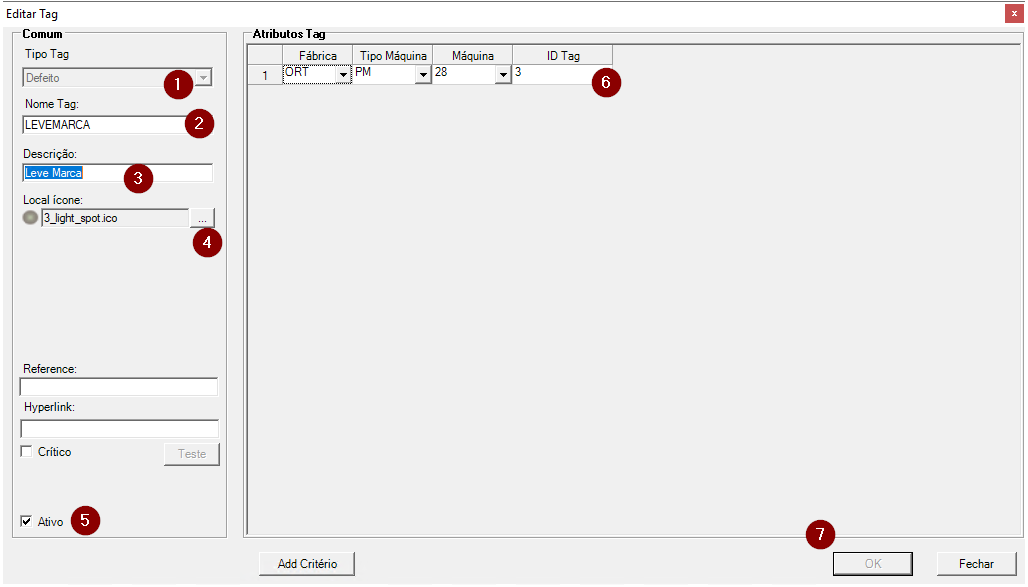 Editar Tag
x
Comum
Tipo Tag
Defeito
1
Nome Tag:
LEVEMARCA
2
Descrição:
Leve Marca
3
Local ícone:
3_light_spot.ico
...
4
Reference:
Hyperlink:
Crítico
Teste
Ativo
5
Atributos Tag
Fábrica Tipo Máquina Máquina ID Tag
1 ORT PM 28 3
6
7
Add Critério
OK
Fechar